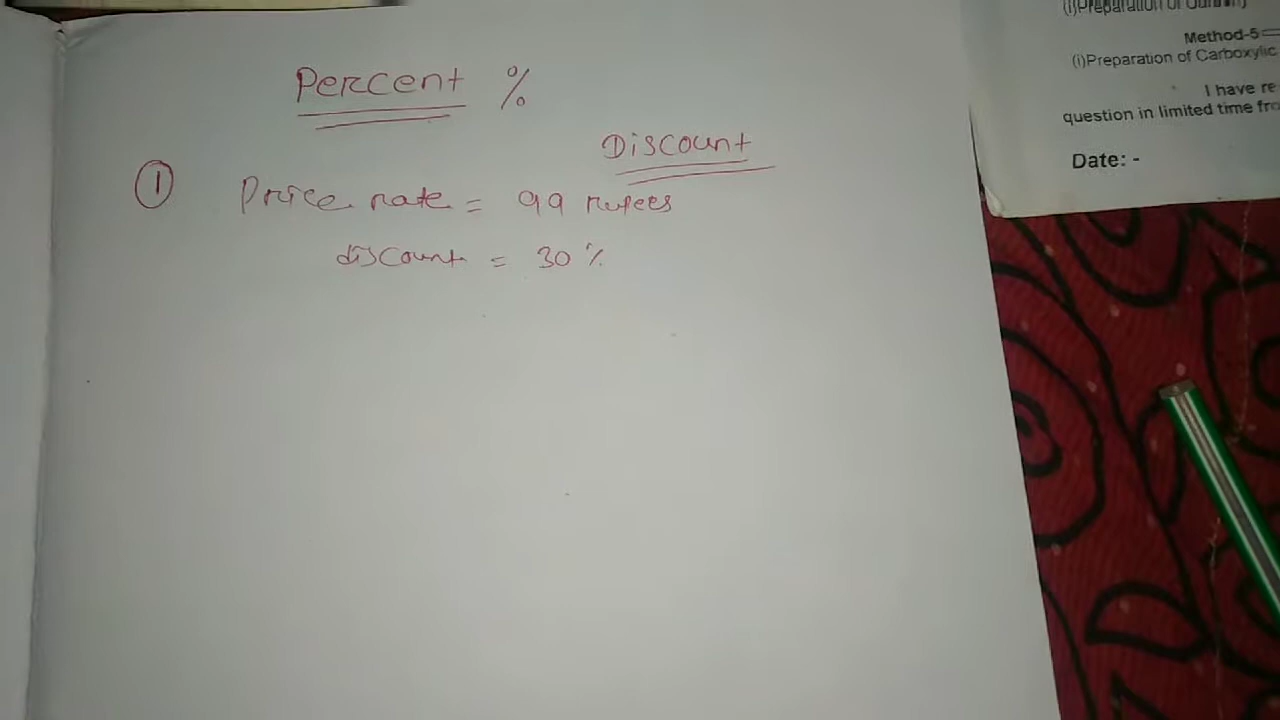 Percent %
Discount
① Price rate = 99 rupees
discount = 30 %
Method-5
(i)Preparation of Carboxylic
I have re
question in limited time fro
Date: -